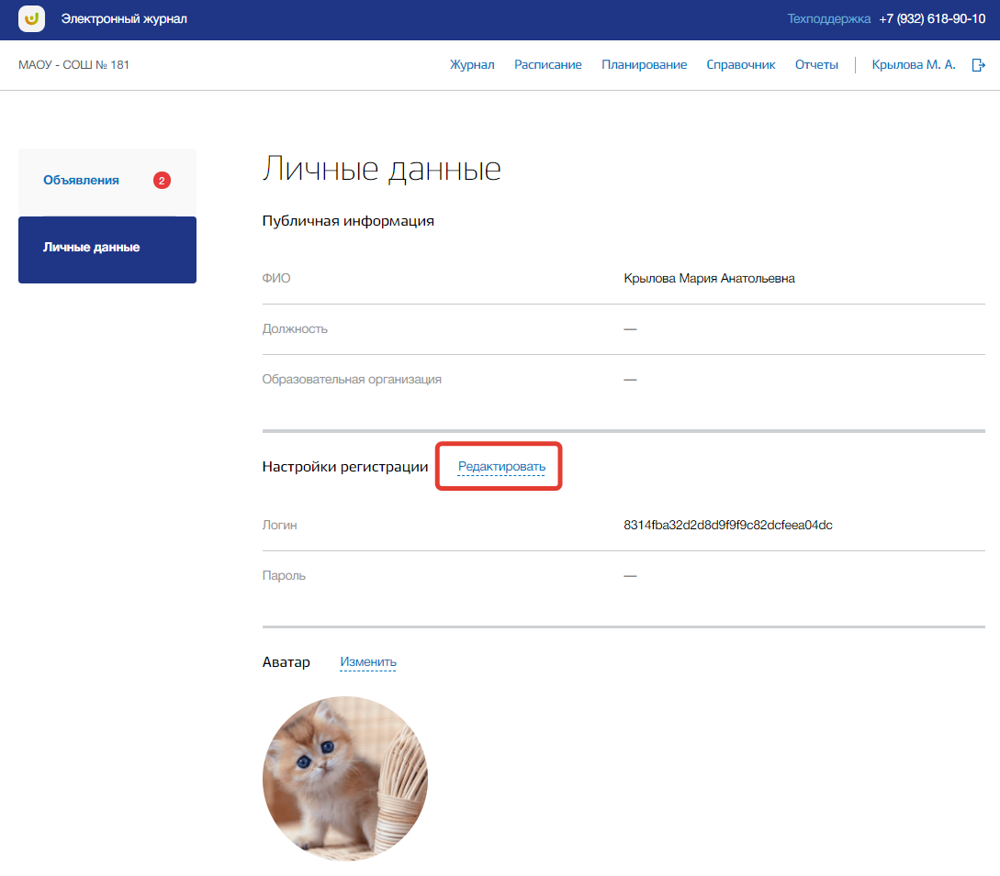 Электронный журнал
Техподдержка +7 (932) 618-90-10
МАОУ - СОШ № 181
Журнал Расписание Планирование Справочник Отчеты Крылова М. А.
Объявления 2
Личные данные
Личные данные
Публичная информация
ФИО Крылова Мария Анатольевна
Должность —
Образовательная организация —
Настройки регистрации Редактировать
Логин 8314fba32d2d8d9f9f9c82dcfeea04dc
Пароль —
Аватар Изменить